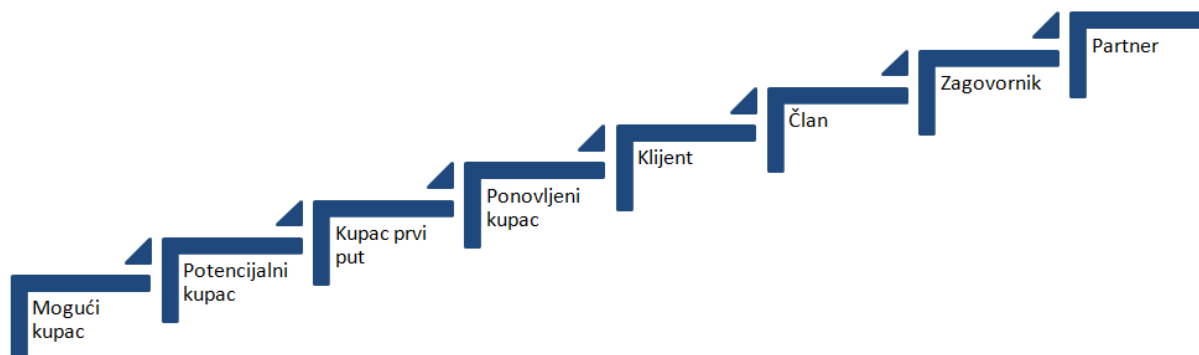 Mogući
kupac
Potencijalni
kupac
Kupac prvi
put
Ponovljeni
kupac
Klijent
Član
Zagovornik
Partner